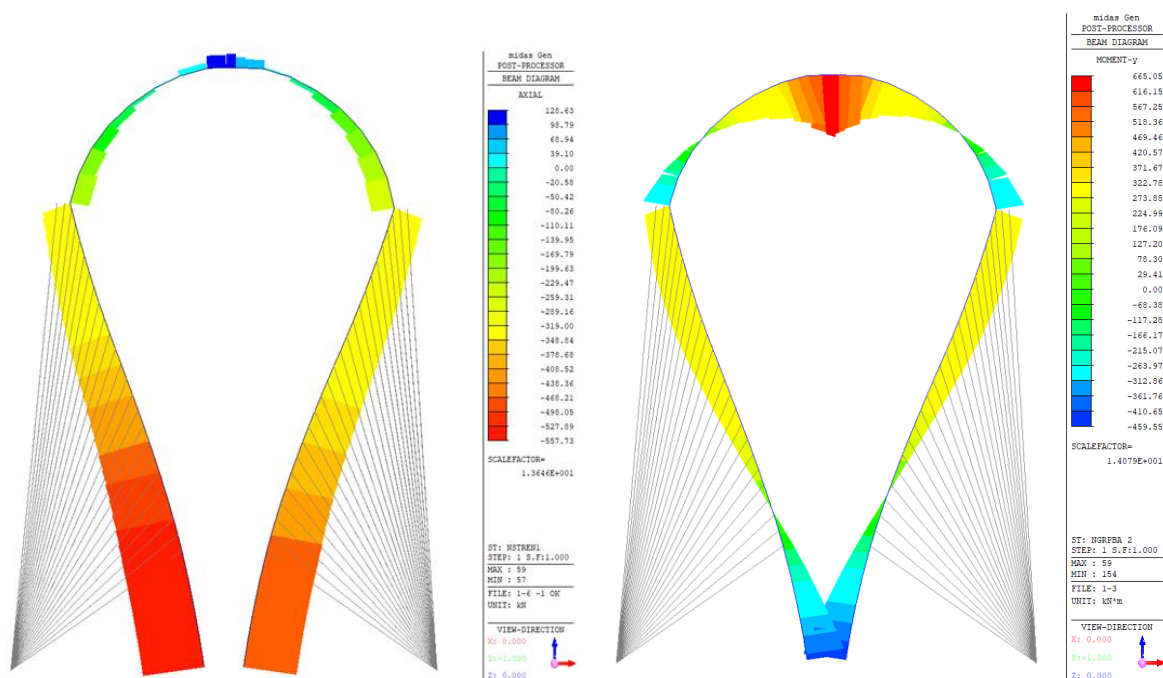 midas Gen
POST-PROCESSOR
BEAM DIAGRAM
AXIAL
128.63
98.79
68.94
39.10
0.00
-20.58
-50.42
-80.26
-110.11
-139.95
-169.79
-199.63
-229.47
-259.31
-289.16
-319.00
-348.84
-378.68
-408.52
-438.36
-468.21
-498.05
-527.89
-557.73
SCALEFACTOR=
1.3646E+001
ST: NSTREN1
STEP: 1 S.F:1.000
MAX : 59
MIN : 57
FILE: 1-6 -1 OK
UNIT: kN
VIEW-DIRECTION
X: 0.000
Y:-1.000
Z: 0.000
midas Gen
POST-PROCESSOR
BEAM DIAGRAM
MOMENT-y
665.05
616.15
567.25
518.36
469.46
420.57
371.67
322.78
273.88
224.99
176.09
127.20
78.30
29.41
0.00
-68.38
-117.28
-166.17
-215.07
-263.97
-312.86
-361.76
-410.65
-459.55
SCALEFACTOR=
1.4079E+001
ST: NGRPBA 2
STEP: 1 S.F:1.000
MAX : 59
MIN : 154
FILE: 1-3
UNIT: kN*m
VIEW-DIRECTION
X: 0.000
Y:-1.000
Z: 0.000